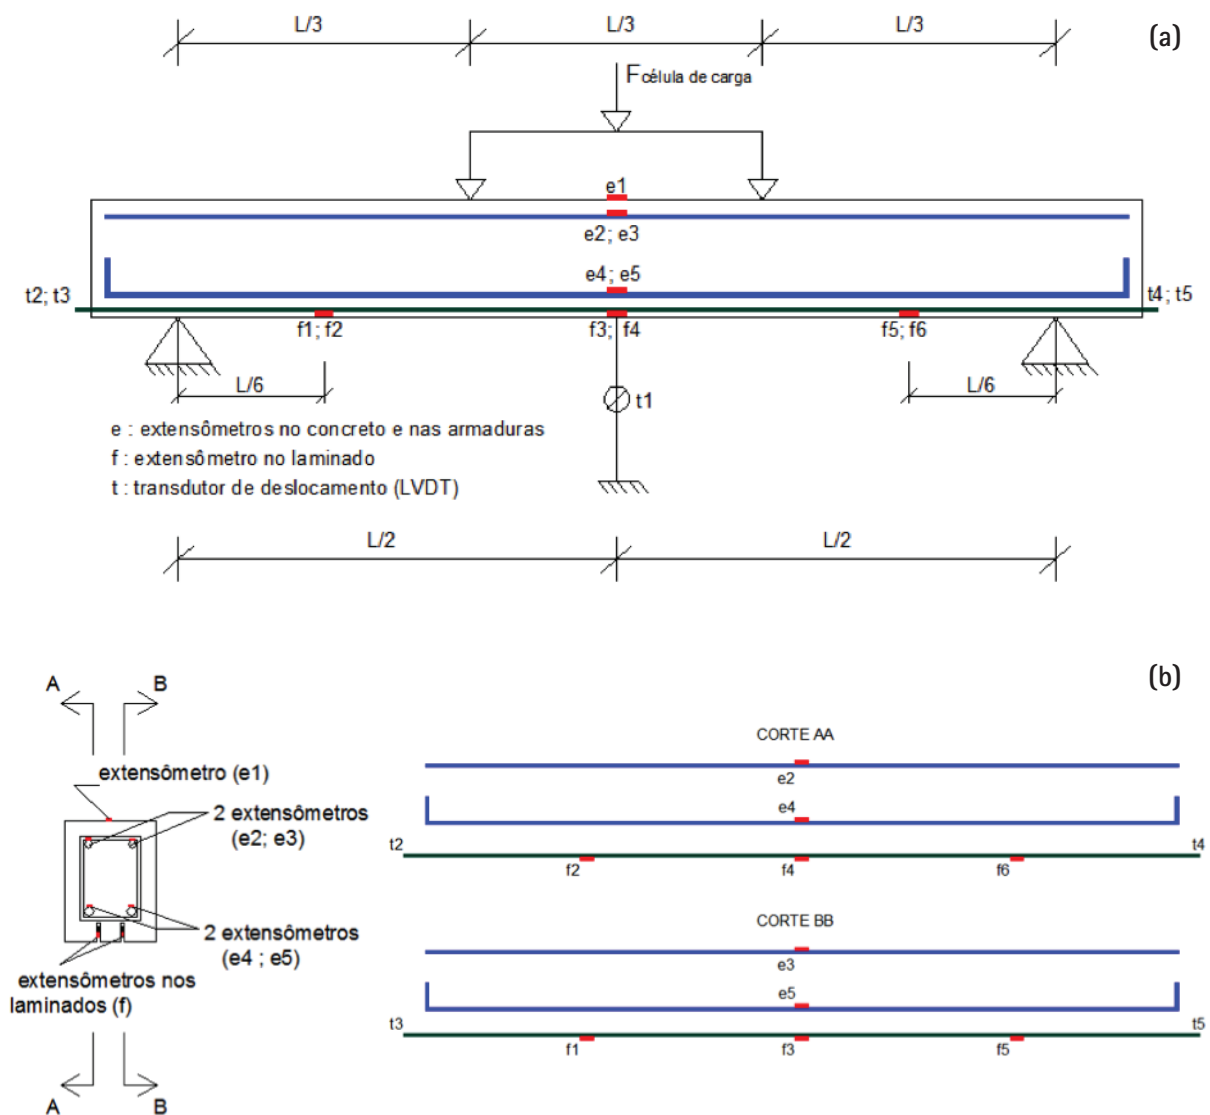 L/3
L/3
L/3
(a)
F célula de carga
e1
e2; e3
e4; e5
t2; t3
t4; t5
f1; f2
f3; f4
f5; f6
L/6
L/6
t1
e : extensômetros no concreto e nas armaduras
f : extensômetro no laminado
t : transdutor de deslocamento (LVDT)
L/2
L/2
(b)
A
B
extensômetro (e1)
2 extensômetros
(e2; e3)
2 extensômetros
(e4 ; e5)
extensômetros nos
laminados (f)
A
B
CORTE AA
e2
e4
t2
t4
f2
f4
f6
CORTE BB
e3
e5
t3
t5
f1
f3
f5